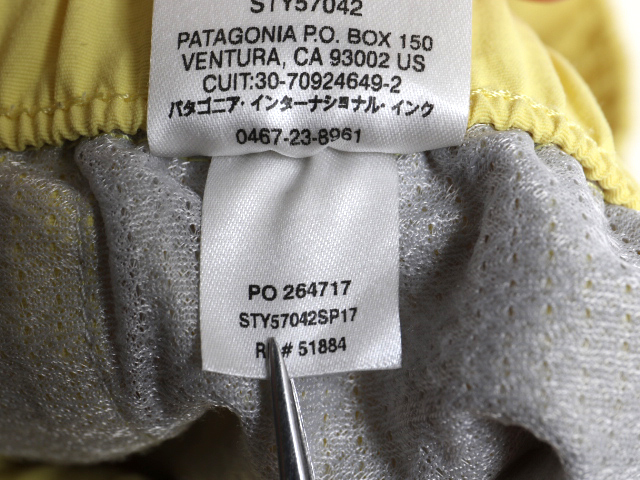 STY57042
PATAGONIA P.O. BOX 150
VENTURA, CA 93002 US
CUIT:30-70924649-2
パタゴニア・インターナショナル・インク
0467-23-8961
PO 264717
STY57042SP17
# 51884